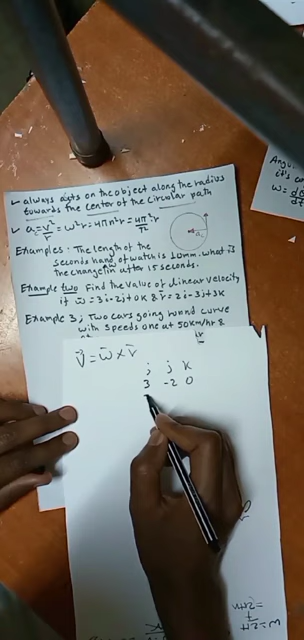 ✓ always exists on the object along the radius
towards the center of the circular path
✓ a꜀ = v²/r = ω²r = 4π²n²r = 4π²r/T²
Examples: The length of the
seconds hand of watch is 10mm. what is
the change in after 15 seconds.
Example two Find the value of linear velocity
if ω̄ = 3i-2j+0K & r̄ = 2i-3j+3K
Example 3; Two cars going round curve
with speeds one at 50km/hr &
V̄ = ω̄ × r̄
j j k
3 -2 0
Angu
it's c
ω = dθ